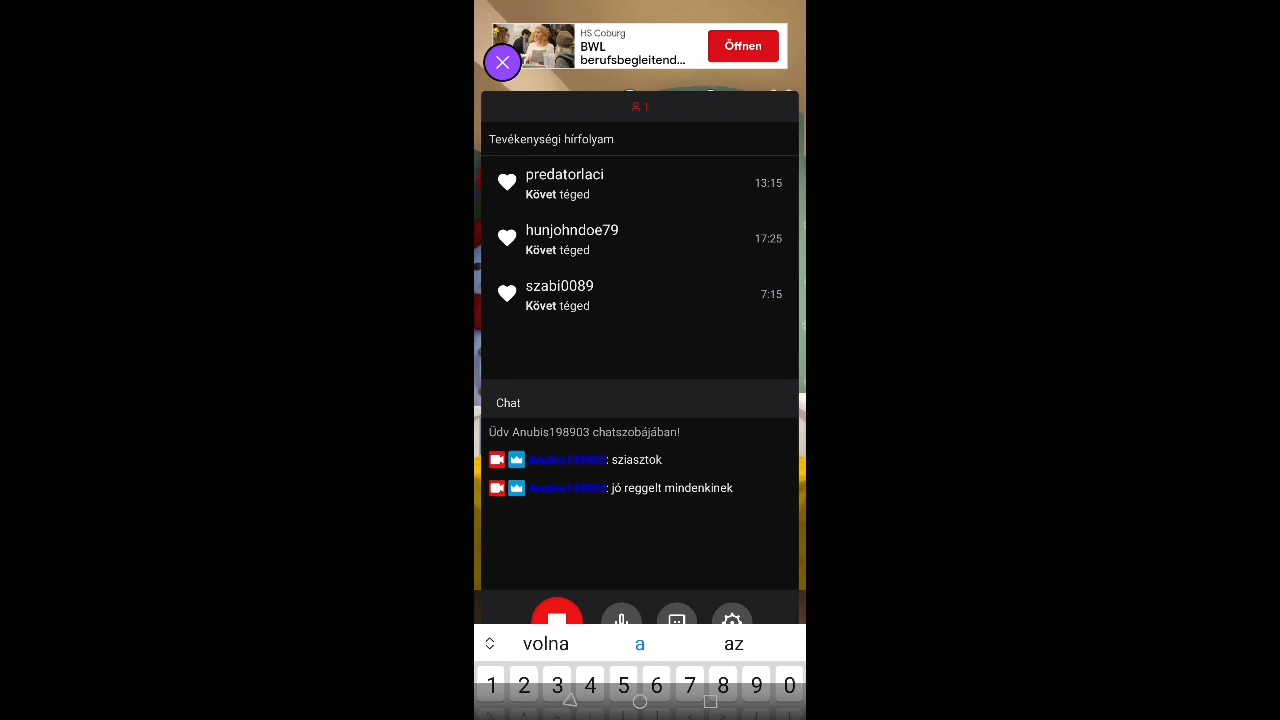 HS Coburg
BWL
berufsbegleitend...
Öffnen
1
Tevékenységi hírfolyam
predatorlaci
Követ téged
13:15
hunjohndoe79
Követ téged
17:25
szabi0089
Követ téged
7:15
Chat
Üdv Anubis198903 chatszobájában!
Anubis198903: sziasztok
Anubis198903: jó reggelt mindenkinek
volna a az
1 2 3 4 5 6 7 8 9 0